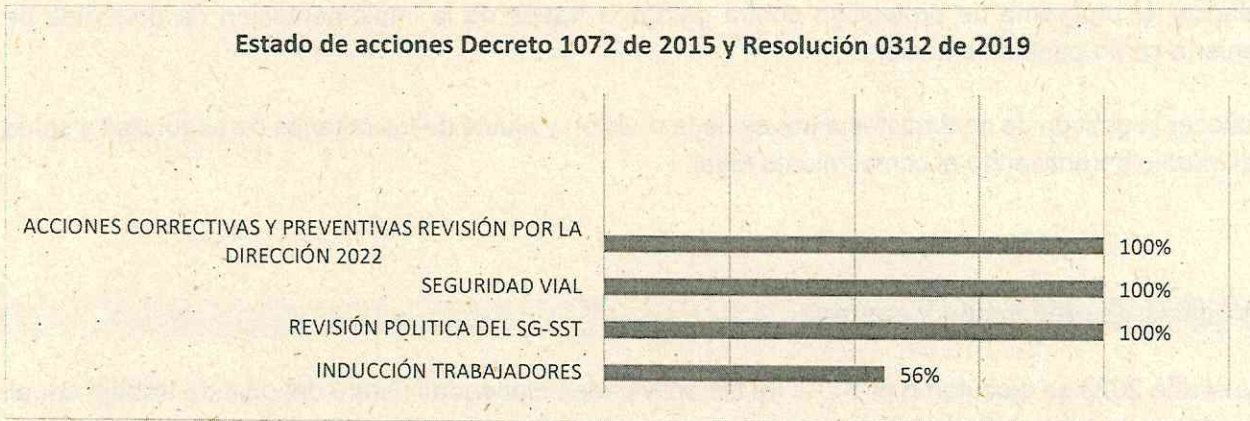 Estado de acciones Decreto 1072 de 2015 y Resolución 0312 de 2019
ACCIONES CORRECTIVAS Y PREVENTIVAS REVISIÓN POR LA
DIRECCIÓN 2022
100%
SEGURIDAD VIAL
100%
REVISIÓN POLITICA DEL SG-SST
100%
INDUCCIÓN TRABAJADORES
56%